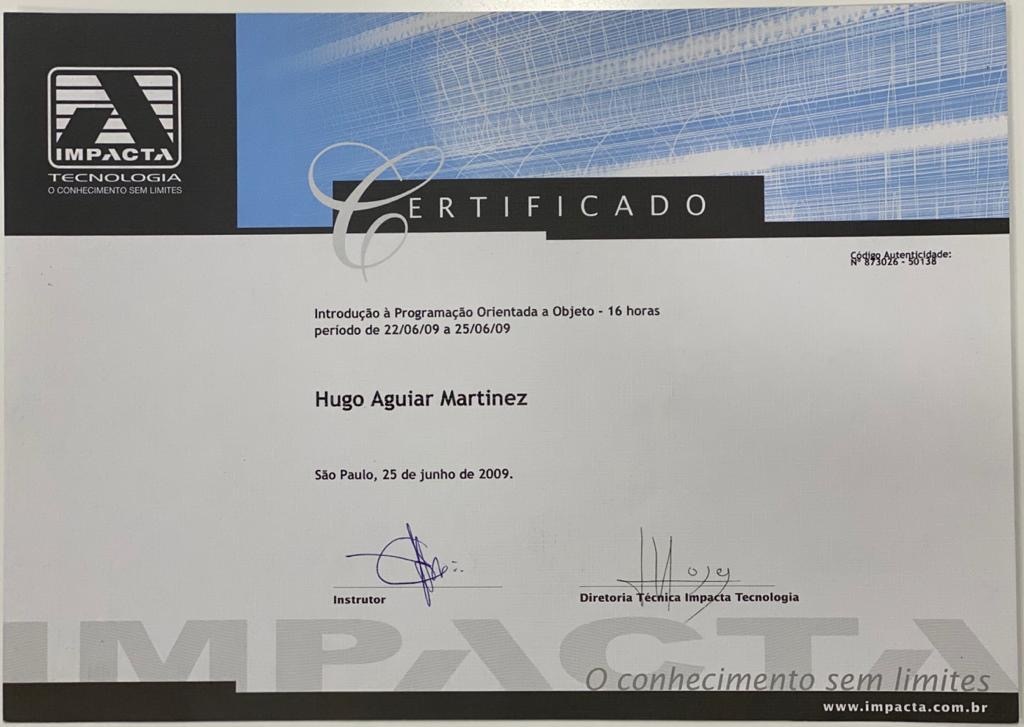 IMPACTA
TECNOLOGIA
O CONHECIMENTO SEM LIMITES
CERTIFICADO
Código Autenticidade:
Nº 873026 - 50138
Introdução à Programação Orientada a Objeto - 16 horas
período de 22/06/09 a 25/06/09
Hugo Aguiar Martinez
São Paulo, 25 de junho de 2009.
Instrutor
Diretoria Técnica Impacta Tecnologia
IMPACTA
O conhecimento sem limites
www.impacta.com.br